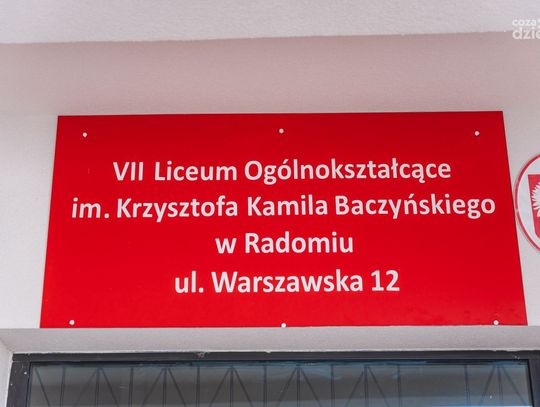 VII Liceum Ogólnokształcące
im. Krzysztofa Kamila Baczyńskiego
w Radomiu
ul. Warszawska 12